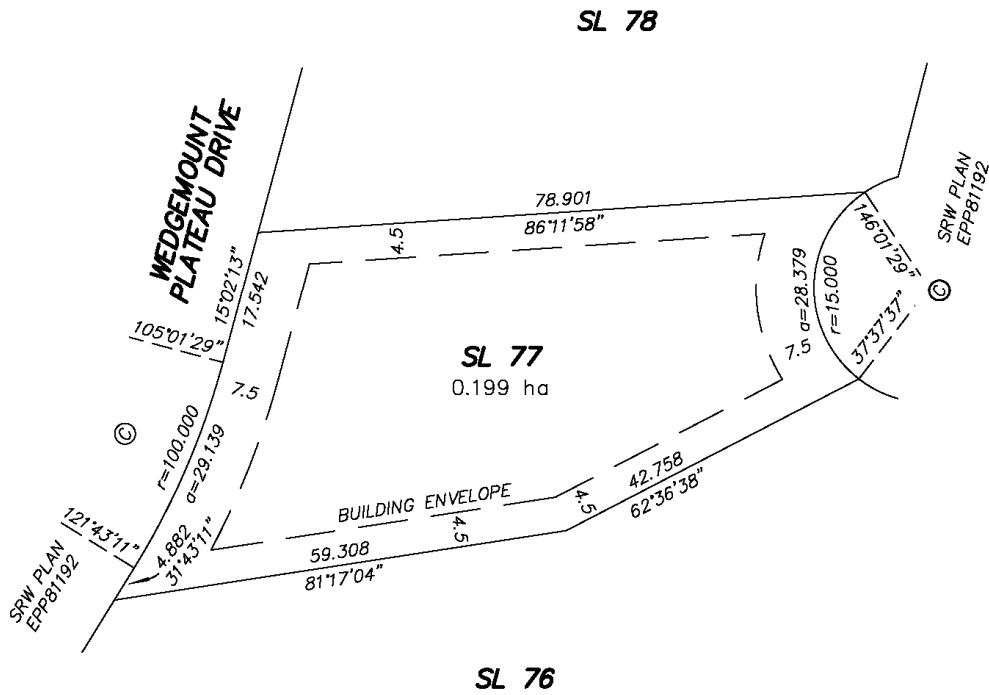 SL 78
WEDGEMOUNT
PLATEAU DRIVE
SRW PLAN
EPP81192
78.901
86°11'58"
4.5
146°01'29"
15°02'13"
17.542
105°01'29"
a=28.379
r=15.000
©
37°37'37"
7.5
SL 77
0.199 ha
7.5
©
r=100.000
a=29.139
BUILDING ENVELOPE
4.5
42.758
62°36'38"
4.5
121°43'11"
4.882
31°43'11"
59.308
81°17'04"
SRW PLAN
EPP81192
SL 76